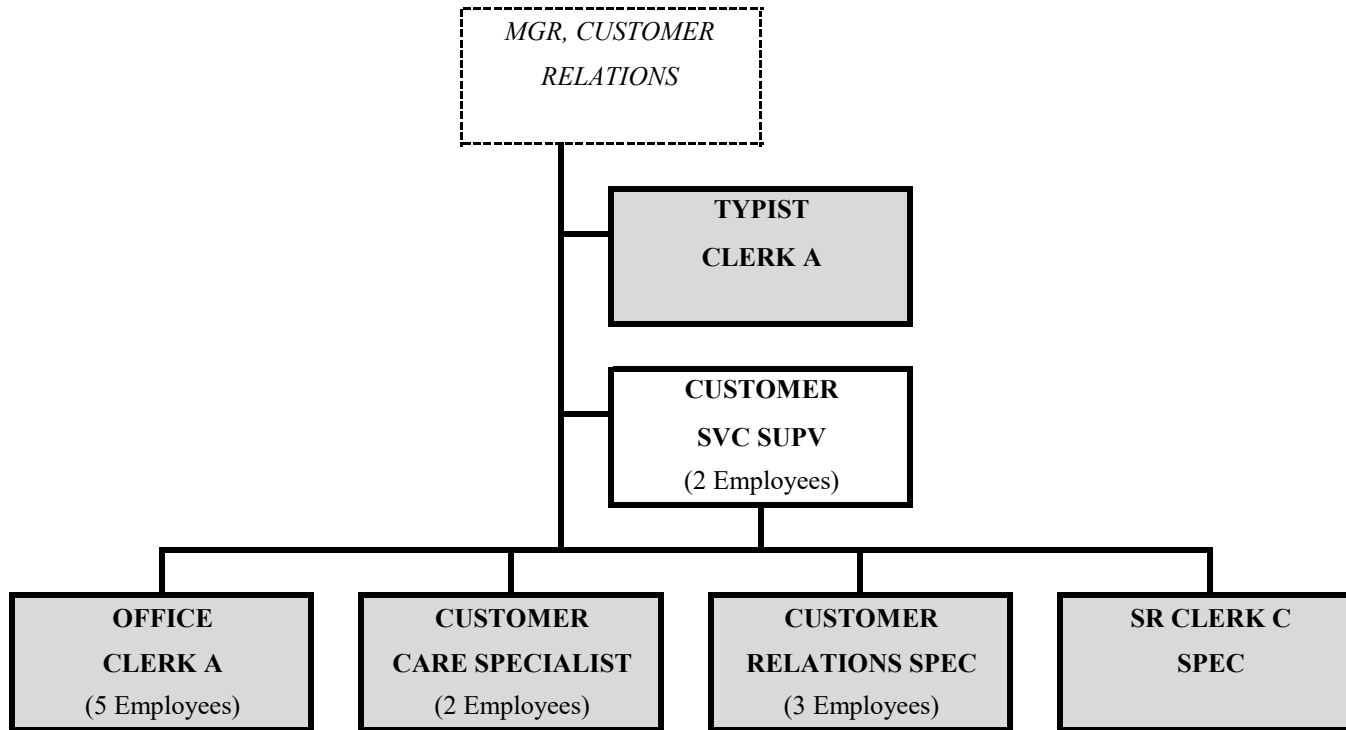 MGR, CUSTOMER
RELATIONS
TYPIST
CLERK A
CUSTOMER
SVC SUPV
(2 Employees)
OFFICE
CLERK A
(5 Employees)
CUSTOMER
CARE SPECIALIST
(2 Employees)
CUSTOMER
RELATIONS SPEC
(3 Employees)
SR CLERK C
SPEC